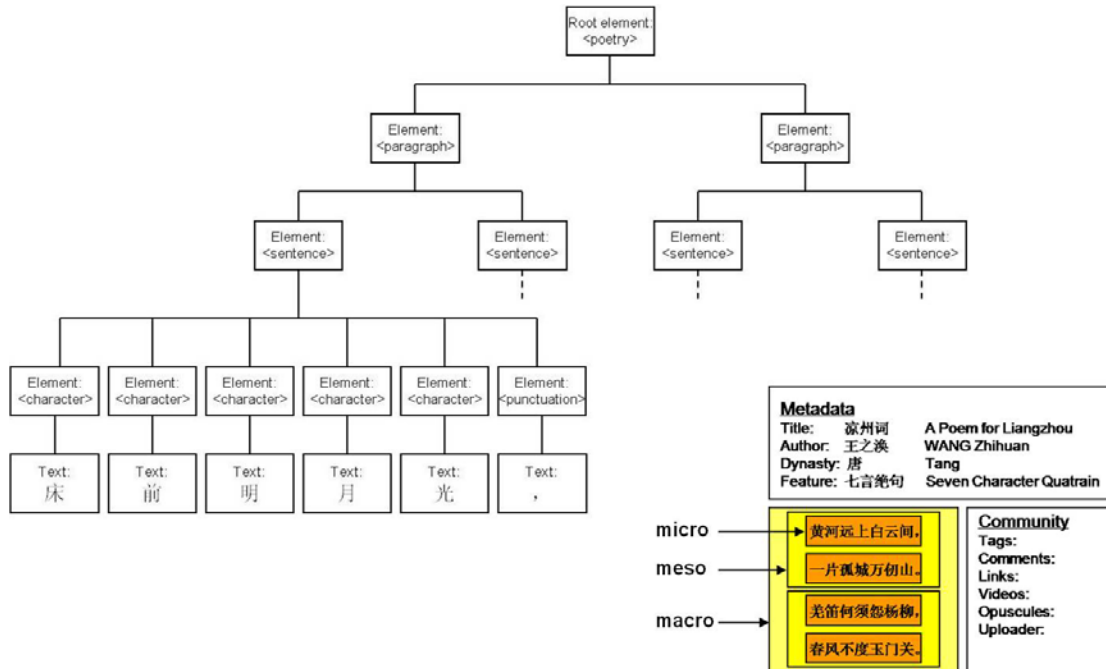 Root element:
<poetry>
Element:
<paragraph>
Element:
<paragraph>
Element:
<sentence>
Element:
<sentence>
Element:
<sentence>
Element:
<sentence>
Element:
<character>
Element:
<character>
Element:
<character>
Element:
<character>
Element:
<character>
Element:
<punctuation>
Text:
床
Text:
前
Text:
明
Text:
月
Text:
光
Text:
，
Metadata
Title: 凉州词 A Poem for Liangzhou
Author: 王之涣 WANG Zhihuan
Dynasty: 唐 Tang
Feature: 七言绝句 Seven Character Quatrain
micro
meso
macro
黄河远上白云间，
一片孤城万仞山。
羌笛何须怨杨柳，
春风不度玉门关。
Community
Tags:
Comments:
Links:
Videos:
Opuscules:
Uploader: